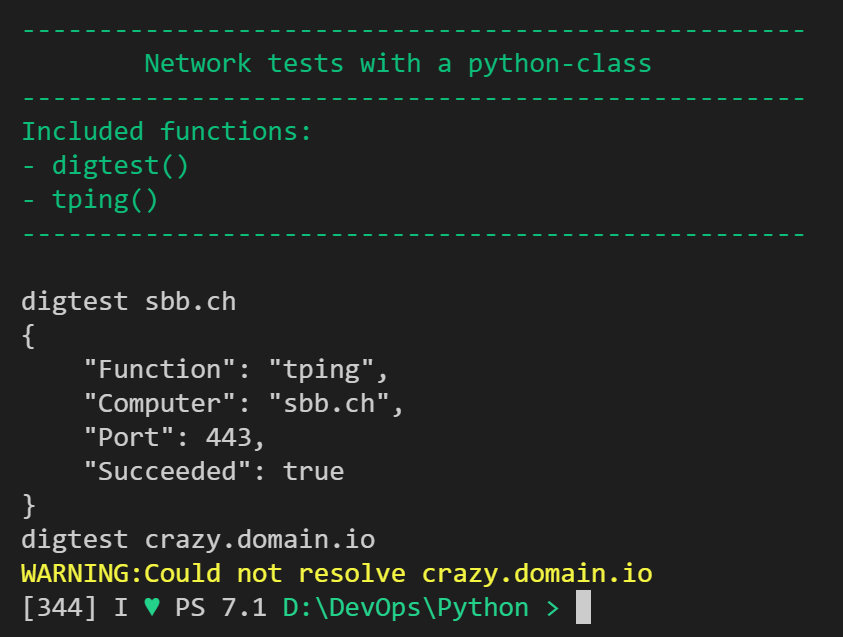 ---------------------------------------------------
        Network tests with a python-class
---------------------------------------------------
Included functions:
- digtest()
- tping()
---------------------------------------------------

digtest sbb.ch
{
    "Function": "tping",
    "Computer": "sbb.ch",
    "Port": 443,
    "Succeeded": true
}
digtest crazy.domain.io
WARNING:Could not resolve crazy.domain.io
[344] I ♥ PS 7.1 D:\DevOps\Python >